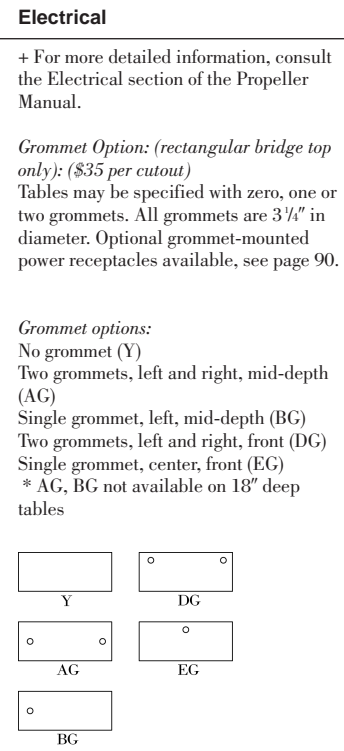 Electrical
+ For more detailed information, consult
the Electrical section of the Propeller
Manual.
Grommet Option: (rectangular bridge top
only): ($35 per cutout)
Tables may be specified with zero, one or
two grommets. All grommets are 3 1/4″ in
diameter. Optional grommet-mounted
power receptacles available, see page 90.
Grommet options:
No grommet (Y)
Two grommets, left and right, mid-depth
(AG)
Single grommet, left, mid-depth (BG)
Two grommets, left and right, front (DG)
Single grommet, center, front (EG)
* AG, BG not available on 18″ deep
tables
Y
DG
AG
EG
BG